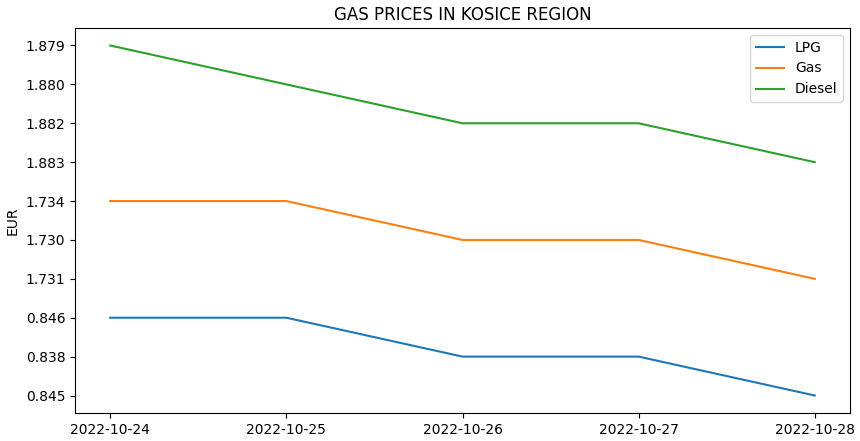 GAS PRICES IN KOSICE REGION
LPG
Gas
Diesel
EUR
1.879
1.880
1.882
1.883
1.734
1.730
1.731
0.846
0.838
0.845
2022-10-24 2022-10-25 2022-10-26 2022-10-27 2022-10-28